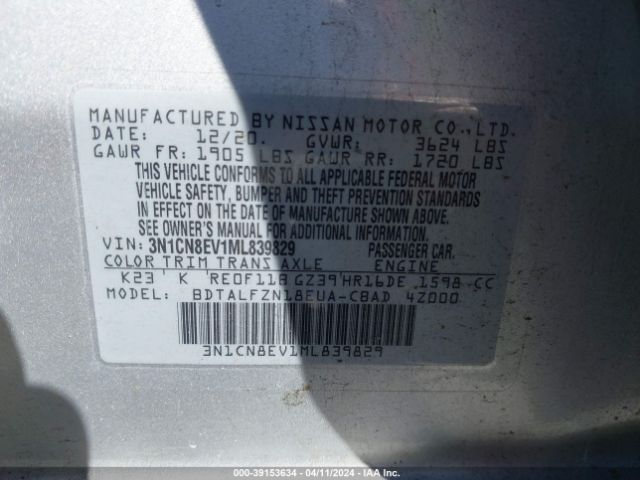 MANUFACTURED BY NISSAN MOTOR CO.,LTD.
DATE: 12/20. GVWR: 3624 LBS
GAWR FR: 1905 LBS GAWR RR: 1720 LBS
THIS VEHICLE CONFORMS TO ALL APPLICABLE FEDERAL MOTOR
VEHICLE SAFETY, BUMPER AND THEFT PREVENTION STANDARDS
IN EFFECT ON THE DATE OF MANUFACTURE SHOWN ABOVE.
SEE OWNER'S MANUAL FOR ADDITIONAL INFORMATION
VIN: 3N1CN8EV1ML839829 PASSENGER CAR.
COLOR TRIM TRANS AXLE ENGINE
K23 K RE0F11B GZ39 HR16DE 1598 CC
MODEL: BDTALFZN18EUA-CBAD 4Z000
3N1CN8EV1ML839829
000-39153634 - 04/11/2024 - IAAI.com